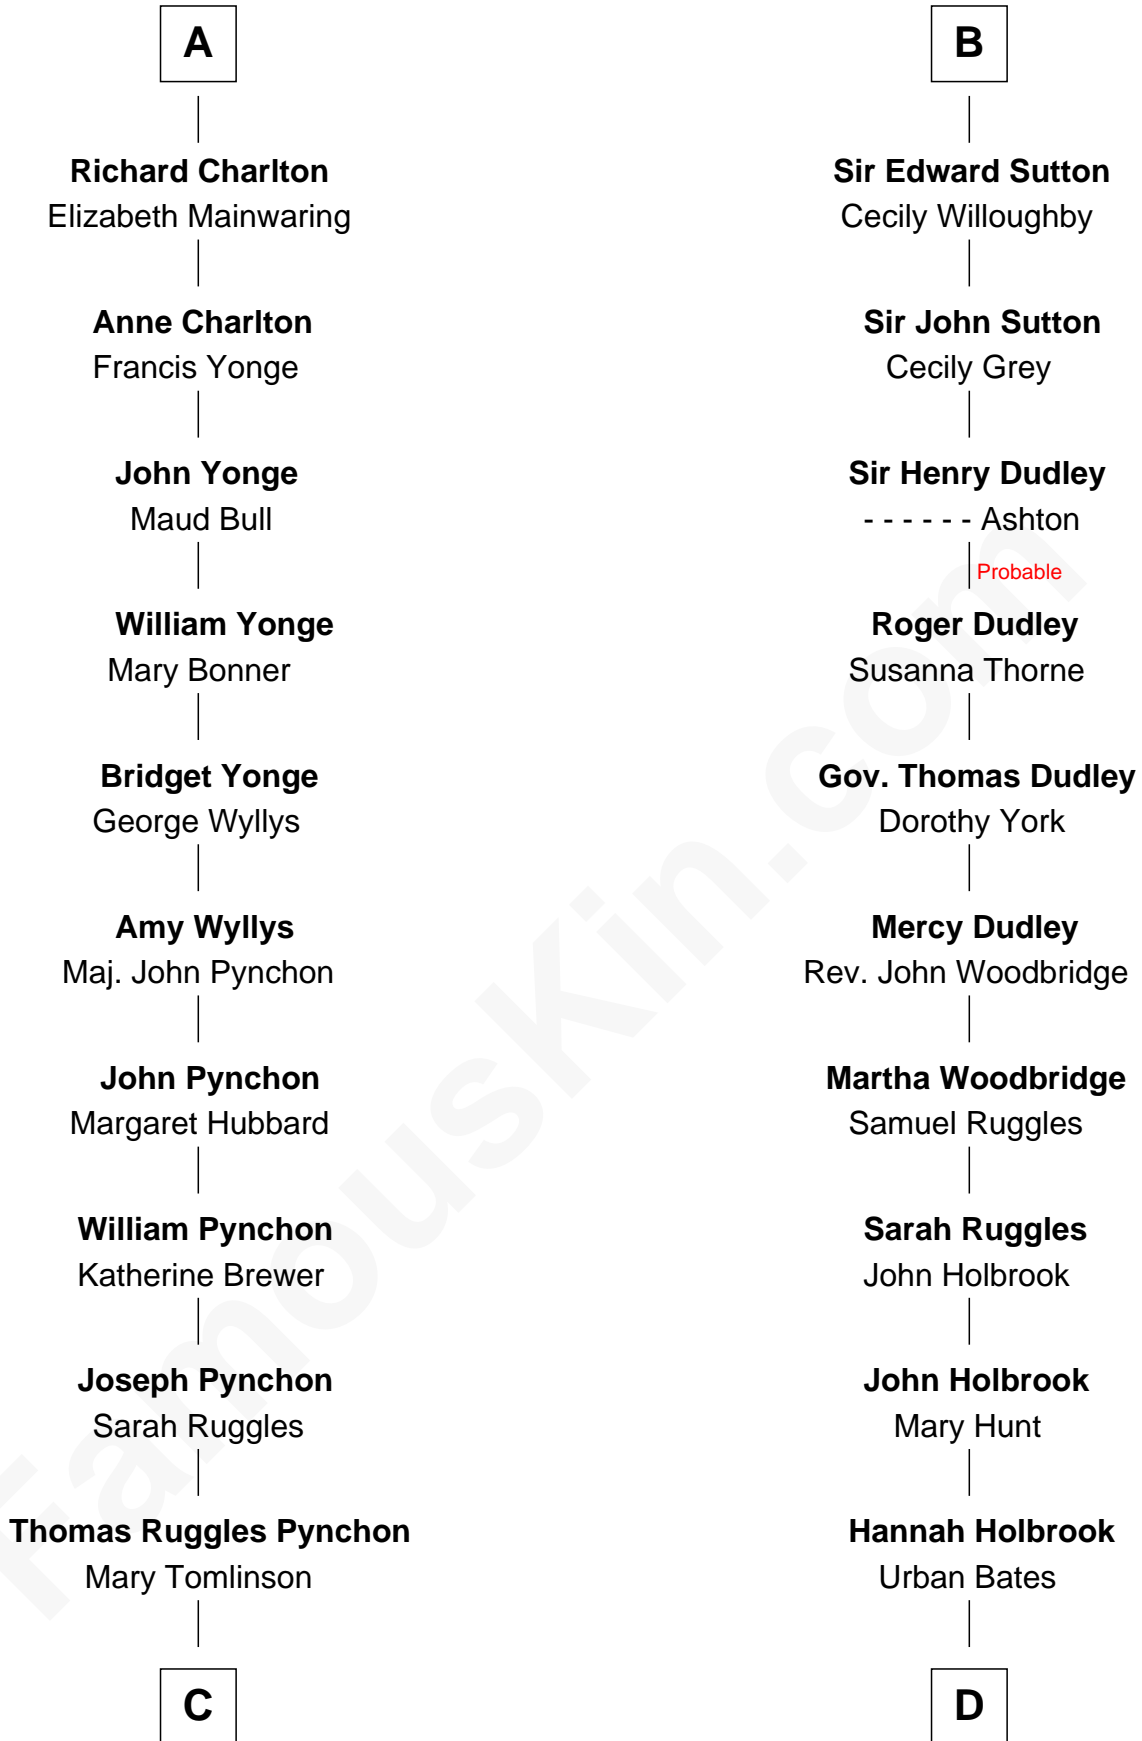 A
Richard Charlton
Elizabeth Mainwaring
Anne Charlton
Francis Yonge
John Yonge
Maud Bull
William Yonge
Mary Bonner
Bridget Yonge
George Wyllys
Amy Wyllys
Maj. John Pynchon
John Pynchon
Margaret Hubbard
William Pynchon
Katherine Brewer
Joseph Pynchon
Sarah Ruggles
Thomas Ruggles Pynchon
Mary Tomlinson
C
B
Sir Edward Sutton
Cecily Willoughby
Sir John Sutton
Cecily Grey
Sir Henry Dudley
- - - - - - Ashton
Probable
Roger Dudley
Susanna Thorne
Gov. Thomas Dudley
Dorothy York
Mercy Dudley
Rev. John Woodbridge
Martha Woodbridge
Samuel Ruggles
Sarah Ruggles
John Holbrook
John Holbrook
Mary Hunt
Hannah Holbrook
Urban Bates
D
FamousKin.com